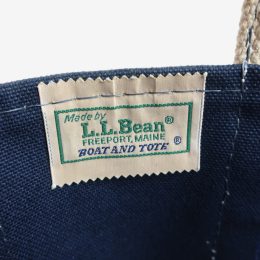 Made by
L.L.Bean®
FREEPORT, MAINE
"BOAT AND TOTE" ®